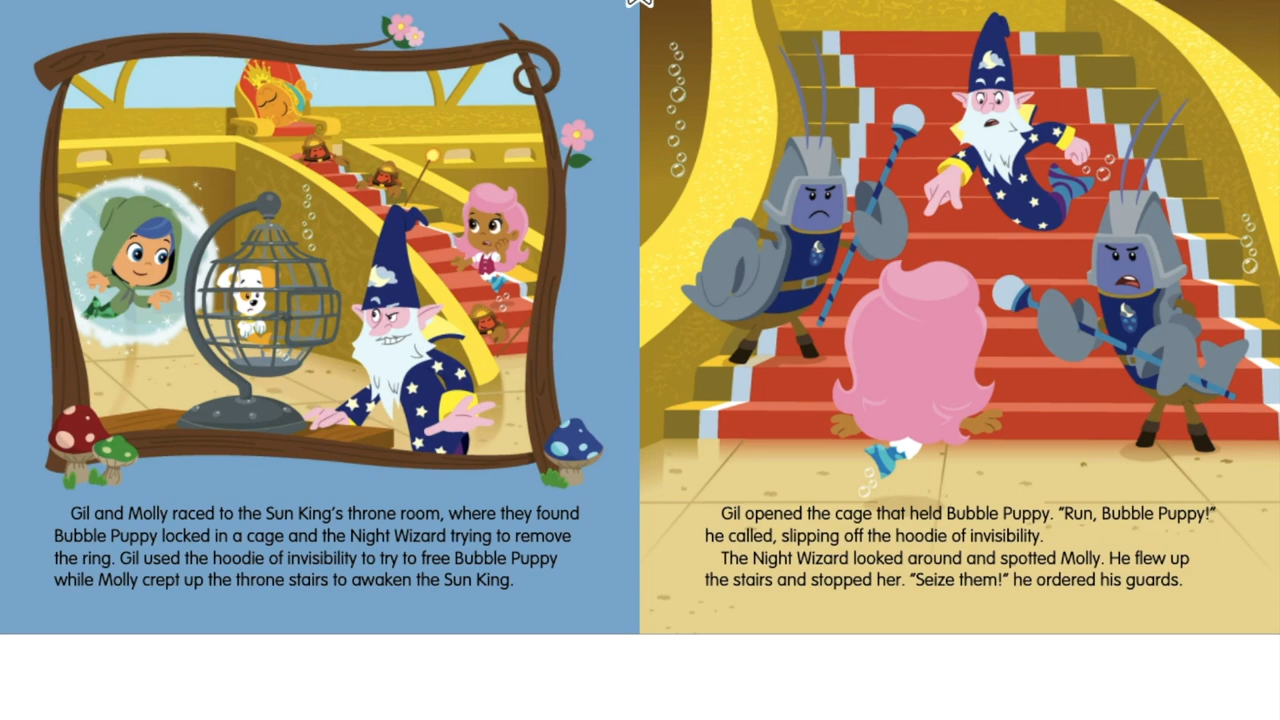 Gil and Molly raced to the Sun King's throne room, where they found
Bubble Puppy locked in a cage and the Night Wizard trying to remove
the ring. Gil used the hoodie of invisibility to try to free Bubble Puppy
while Molly crept up the throne stairs to awaken the Sun King.
Gil opened the cage that held Bubble Puppy. “Run, Bubble Puppy!”
he called, slipping off the hoodie of invisibility.
The Night Wizard looked around and spotted Molly. He flew up
the stairs and stopped her. “Seize them!” he ordered his guards.